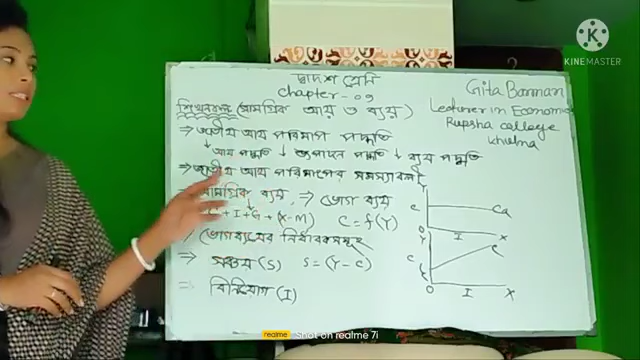 দ্বাদশ শ্রেণি
Chapter - 09
শিখনফল (সামগ্রিক আয় ও ব্যয়)
Gita Barman
Lecturer in Economic
Rupsha college
khulna
⇒ জাতীয় আয় পরিমাপ পদ্ধতি
↓ আয় পদ্ধতি ↓ উৎপাদন পদ্ধতি ↓ ব্যয় পদ্ধতি
⇒ জাতীয় আয় পরিমাপের সমস্যাবলী
সামগ্রিক ব্যয় ⇒ ভোগ ব্যয়
+ I + G + (X-M) C = f(Y)
⇒ ভোগব্যয়ের নির্ধারকসমূহ
⇒ সঞ্চয় (S) S = (Y - C)
⇒ বিনিয়োগ (I)
Y
C
O I X
Y
C
O I X
KINEMASTER
realme Shot on realme 7i